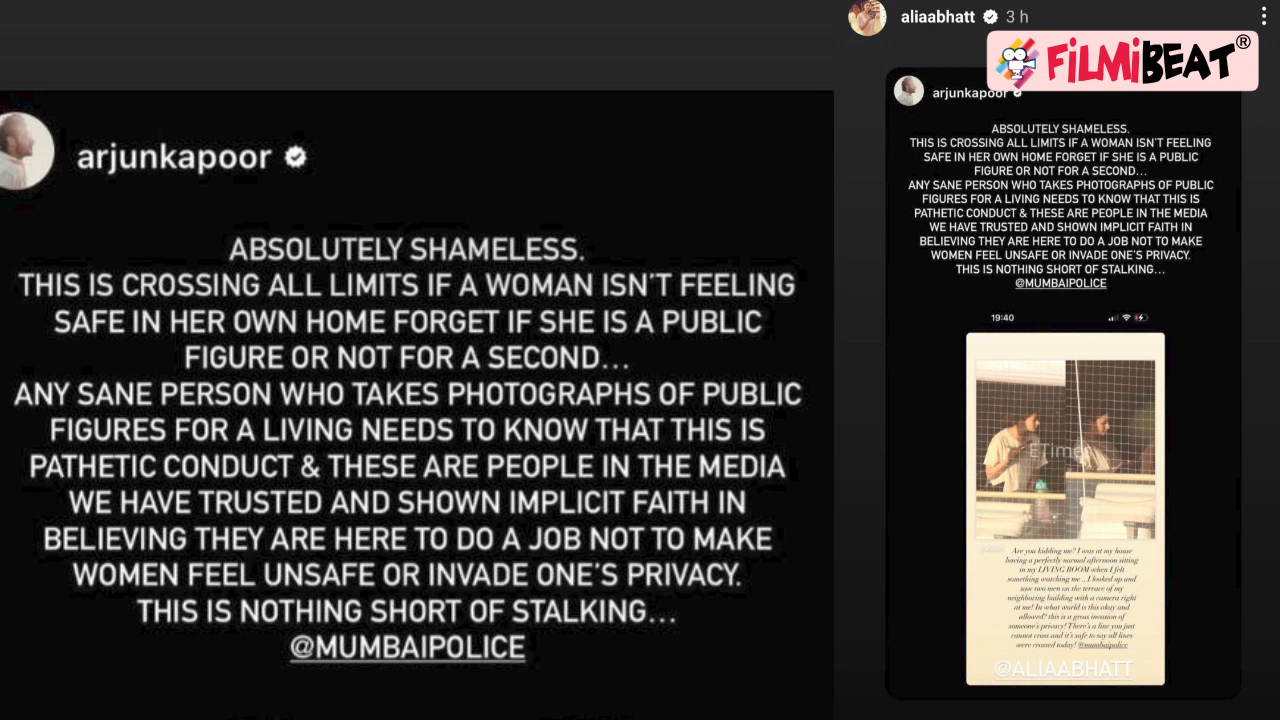 arjunkapoor
ABSOLUTELY SHAMELESS.
THIS IS CROSSING ALL LIMITS IF A WOMAN ISN'T FEELING
SAFE IN HER OWN HOME FORGET IF SHE IS A PUBLIC
FIGURE OR NOT FOR A SECOND...
ANY SANE PERSON WHO TAKES PHOTOGRAPHS OF PUBLIC
FIGURES FOR A LIVING NEEDS TO KNOW THAT THIS IS
PATHETIC CONDUCT & THESE ARE PEOPLE IN THE MEDIA
WE HAVE TRUSTED AND SHOWN IMPLICIT FAITH IN
BELIEVING THEY ARE HERE TO DO A JOB NOT TO MAKE
WOMEN FEEL UNSAFE OR INVADE ONE'S PRIVACY.
THIS IS NOTHING SHORT OF STALKING...
@MUMBAIPOLICE
aliaabhatt 3 h
FiLMiBEAT®
arjunkapoor
ABSOLUTELY SHAMELESS.
THIS IS CROSSING ALL LIMITS IF A WOMAN ISN'T FEELING
SAFE IN HER OWN HOME FORGET IF SHE IS A PUBLIC
FIGURE OR NOT FOR A SECOND...
ANY SANE PERSON WHO TAKES PHOTOGRAPHS OF PUBLIC
FIGURES FOR A LIVING NEEDS TO KNOW THAT THIS IS
PATHETIC CONDUCT & THESE ARE PEOPLE IN THE MEDIA
WE HAVE TRUSTED AND SHOWN IMPLICIT FAITH IN
BELIEVING THEY ARE HERE TO DO A JOB NOT TO MAKE
WOMEN FEEL UNSAFE OR INVADE ONE'S PRIVACY.
THIS IS NOTHING SHORT OF STALKING...
@MUMBAIPOLICE
19:40
ETimes
Are you kidding me? I was at my house
having a perfectly normal afternoon sitting
in my LIVING ROOM when I felt
something watching me .. I looked up and
saw two men on the terrace of my
neighboring building with a camera right
at me! In what world is this okay and
allowed? this is a gross invasion of
someone's privacy! There's a line you just
cannot cross and it's safe to say all lines
were crossed today! @mumbaipolice
@ALIAABHATT